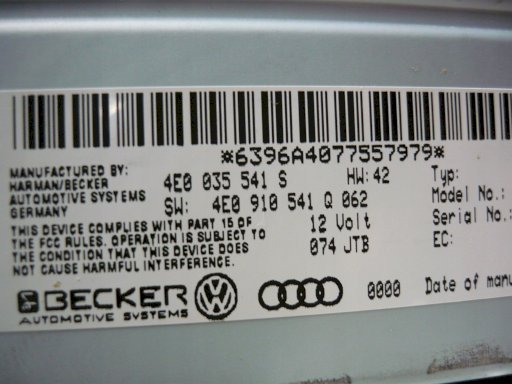 *6396A4077557979*
MANUFACTURED BY:
HARMAN/BECKER
AUTOMOTIVE SYSTEMS
GERMANY
4E0 035 541 S HW: 42
SW: 4E0 910 541 Q 062
THIS DEVICE COMPLIES WITH PART 15 OF
THE FCC RULES. OPERATION IS SUBJECT TO
THE CONDITION THAT THIS DEVICE DOES
NOT CAUSE HARMFUL INTERFERENCE.
12 Volt
074 JTB
Typ:
Model No.:
Serial No.:
EC:
BECKER
AUTOMOTIVE SYSTEMS
0000 Date of manu